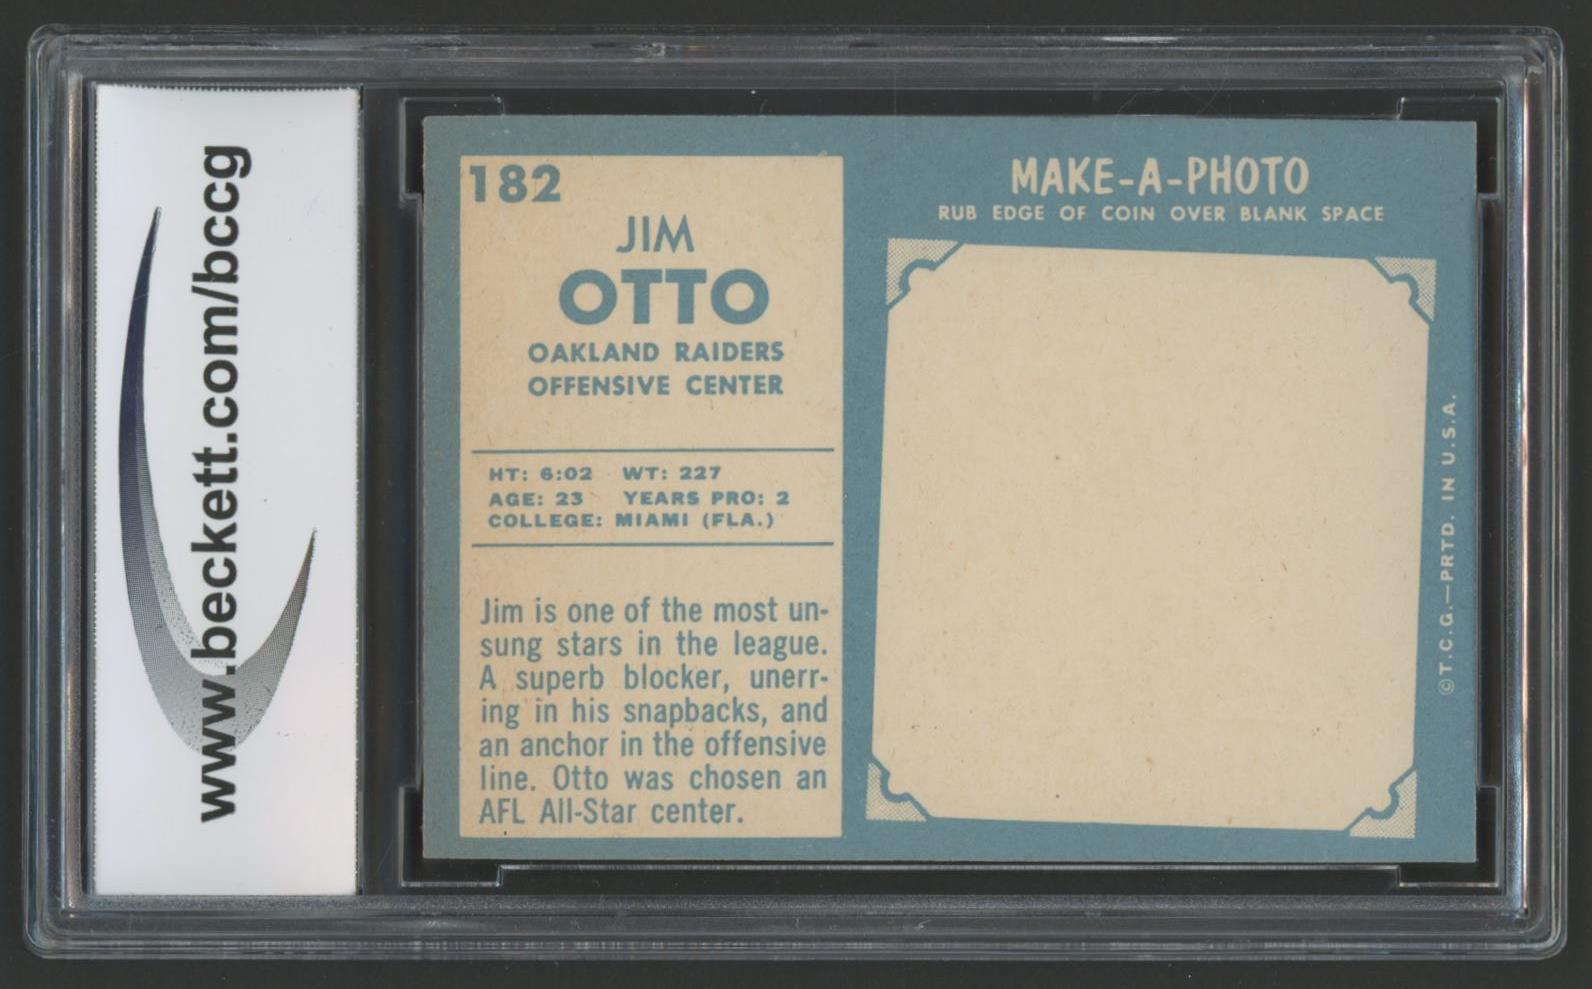 www.beckett.com/bccg
182
JIM
OTTO
OAKLAND RAIDERS
OFFENSIVE CENTER
HT: 6:02 WT: 227
AGE: 23 YEARS PRO: 2
COLLEGE: MIAMI (FLA.)
Jim is one of the most un-
sung stars in the league.
A superb blocker, unerr-
ing in his snapbacks, and
an anchor in the offensive
line. Otto was chosen an
AFL All-Star center.
MAKE-A-PHOTO
RUB EDGE OF COIN OVER BLANK SPACE
©T.C.G.—PRTD. IN U.S.A.